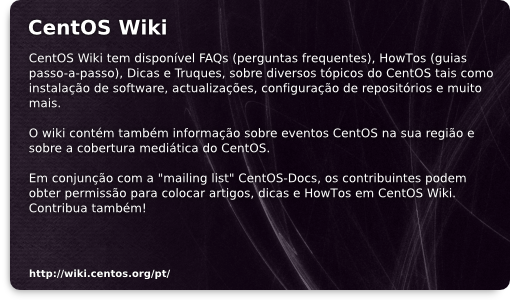 CentOS Wiki
CentOS Wiki tem disponível FAQs (perguntas frequentes), HowTos (guias
passo-a-passo), Dicas e Truques, sobre diversos tópicos do CentOS tais como
instalação de software, actualizações, configuração de repositórios e muito
mais.
O wiki contém também informação sobre eventos CentOS na sua região e
sobre a cobertura mediática do CentOS.
Em conjunção com a "mailing list" CentOS-Docs, os contribuintes podem
obter permissão para colocar artigos, dicas e HowTos em CentOS Wiki.
Contribua também!
http://wiki.centos.org/pt/